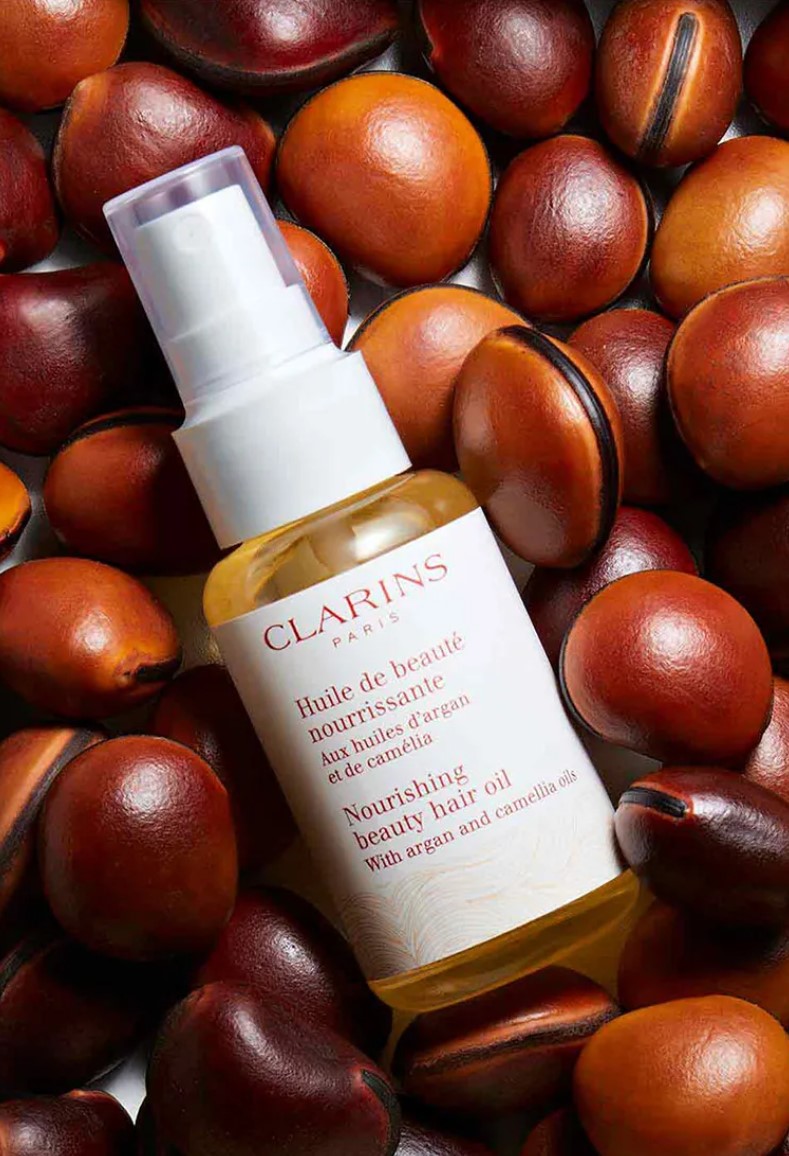 CLARINS
PARIS
Huile de beauté
nourrissante
Aux huiles d'argan
et de camélia
Nourishing
beauty hair oil
With argan and camellia oils